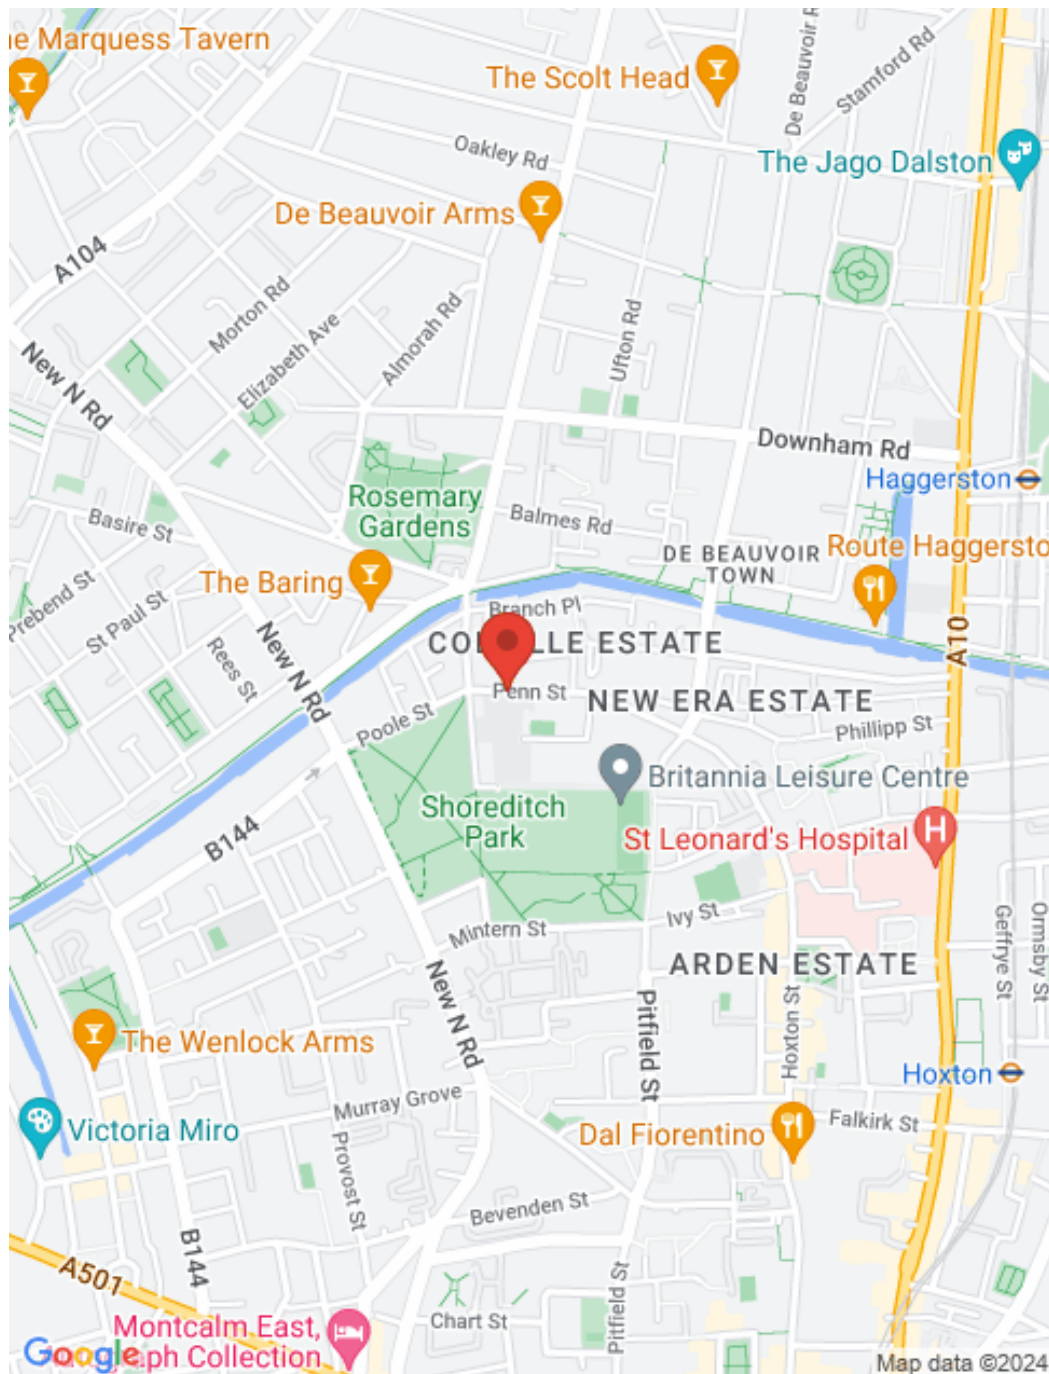 e Marquess Tavern
The Scolt Head
De Beauvoir R
Stamford Rd
Oakley Rd
The Jago Dalston
De Beauvoir Arms
A104
Morton Rd
Elizabeth Ave
Almorah Rd
Ufton Rd
New N Rd
Downham Rd
Haggerston
Rosemary
Gardens
Basire St
Balmes Rd
DE BEAUVOIR
TOWN
Route Haggersto
The Baring
Prebend St
St Paul St
Rees St
Branch Pl
COL LLE ESTATE
A10
New N Rd
Penn St
NEW ERA ESTATE
Poole St
Phillipp St
Britannia Leisure Centre
Shoreditch
Park
St Leonard's Hospital
B144
Ivy St
Mintern St
Geffrye St
Ormsby St
ARDEN ESTATE
New N Rd
Pitfield St
Hoxton St
The Wenlock Arms
Hoxton
Murray Grove
Victoria Miro
Dal Fiorentino
Falkirk St
Provost St
Bevenden St
B144
A501
Pitfield St
Chart St
Montcalm East,
ph Collection
Google
Map data ©2024